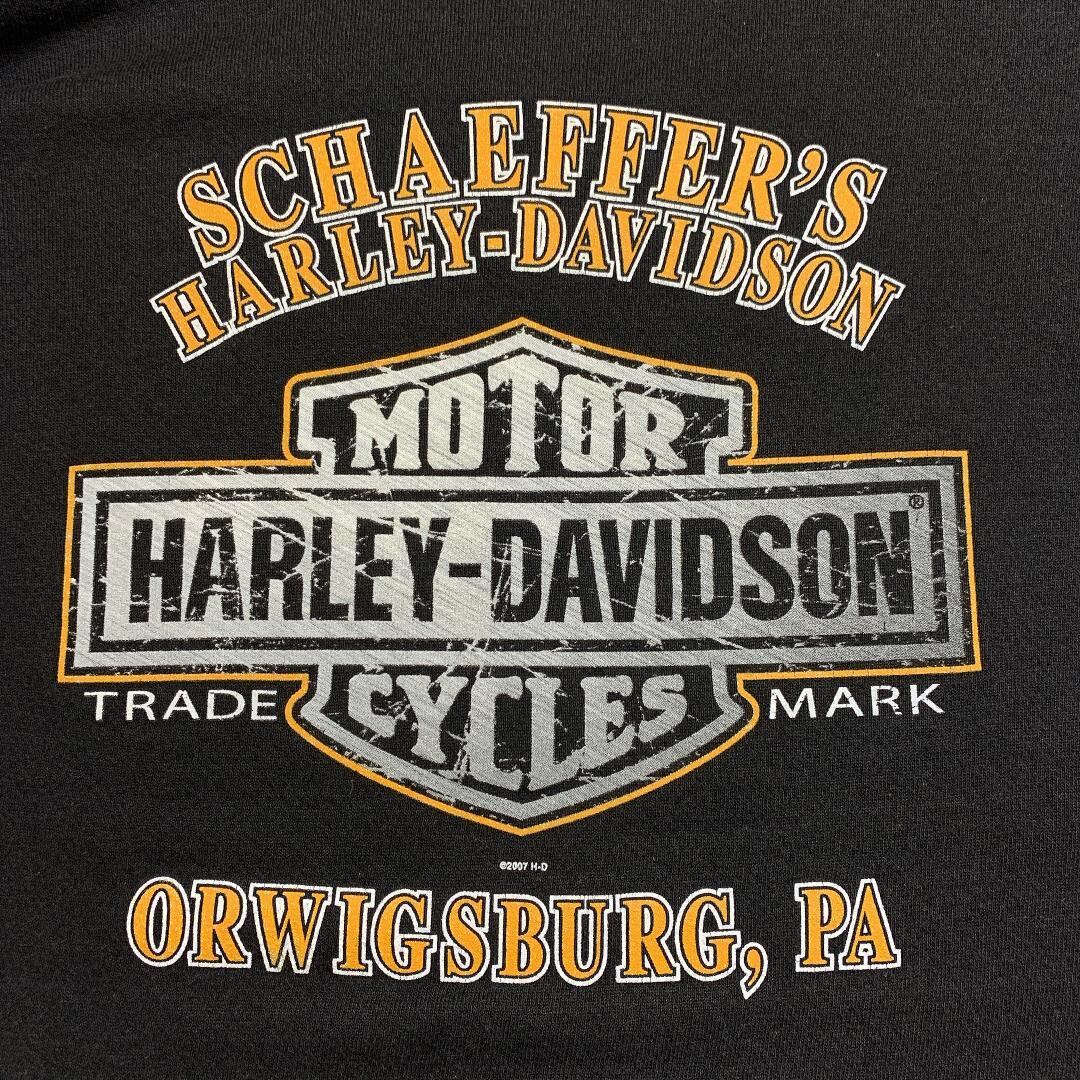 SCHAEFFER'S
HARLEY-DAVIDSON
MOTOR
HARLEY-DAVIDSON®
TRADE MARK
CYCLES
©2007 H-D
ORWIGSBURG, PA